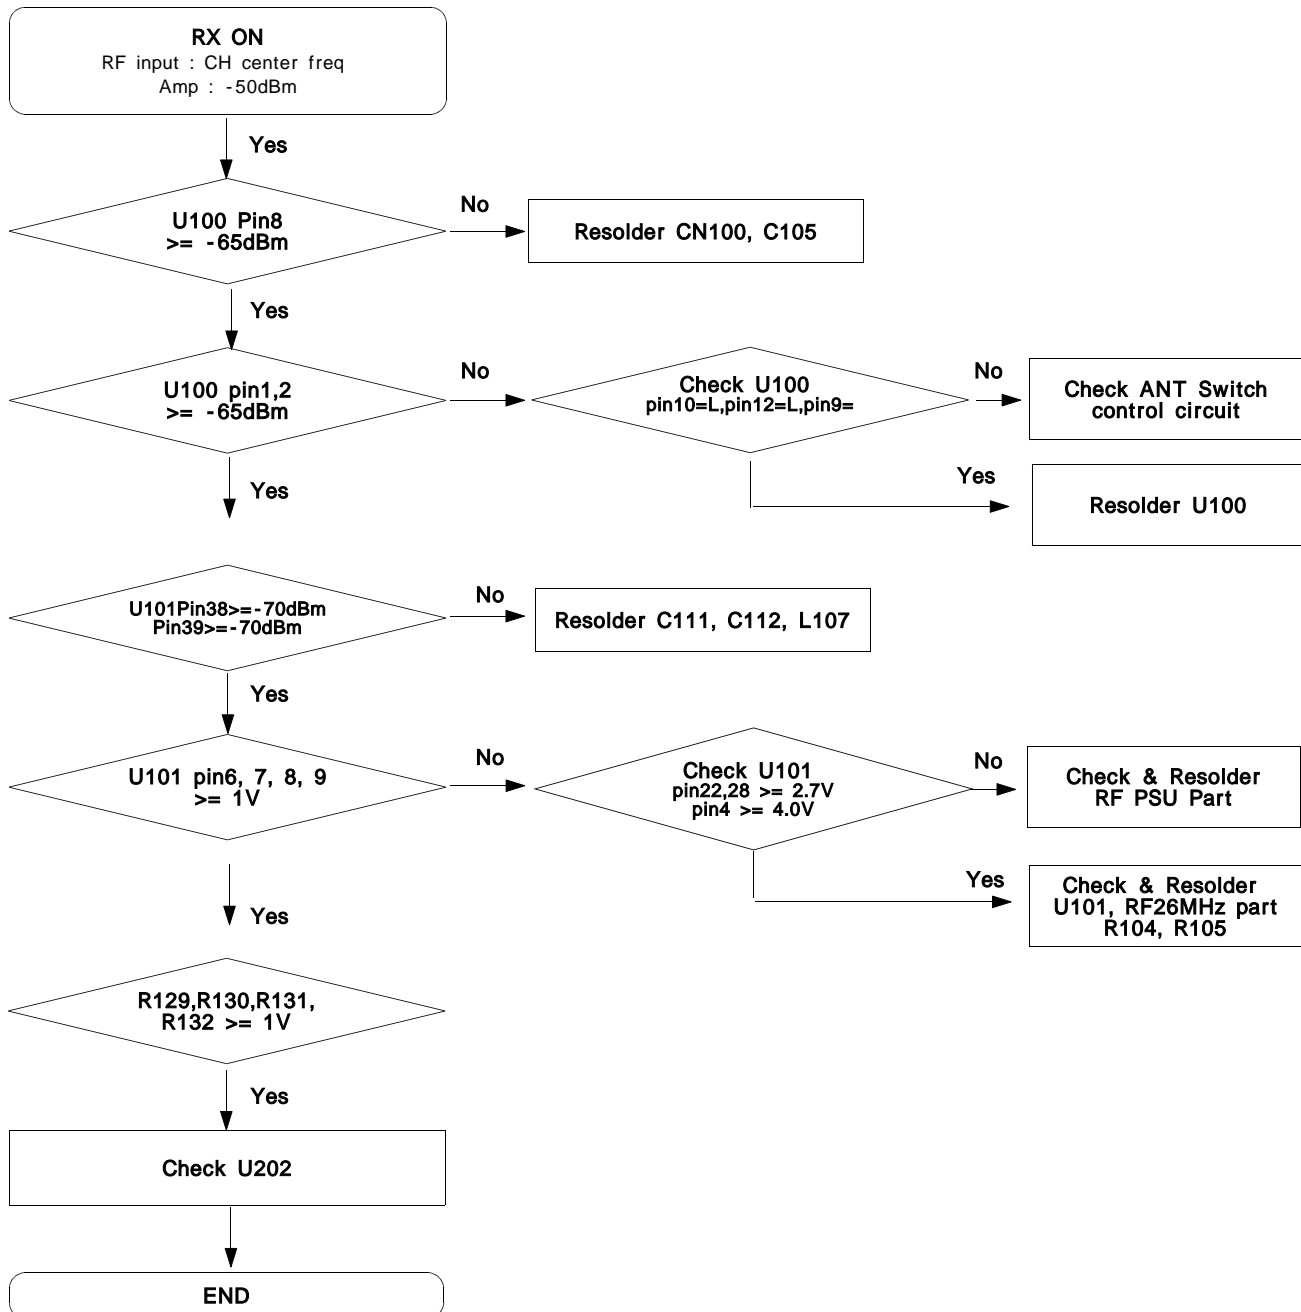 RX ON
RF input : CH center freq
Amp : -50dBm
Yes
U100 Pin8
>= -65dBm
No
Resolder CN100, C105
Yes
U100 pin1,2
>= -65dBm
No
Check U100
pin10=L,pin12=L,pin9=
No
Check ANT Switch
control circuit
Yes
Yes
Resolder U100
U101Pin38>=-70dBm
Pin39>=-70dBm
No
Resolder C111, C112, L107
Yes
U101 pin6, 7, 8, 9
>= 1V
No
Check U101
pin22,28 >= 2.7V
pin4 >= 4.0V
No
Check & Resolder
RF PSU Part
Yes
Yes
Check & Resolder
U101, RF26MHz part
R104, R105
R129,R130,R131,
R132 >= 1V
Yes
Check U202
END